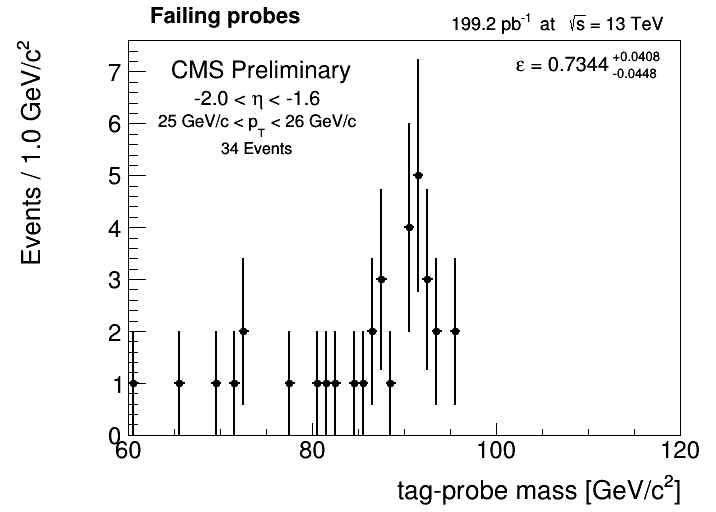 Failing probes
199.2 pb⁻¹ at √s = 13 TeV
CMS Preliminary
ε = 0.7344 +0.0408 -0.0448
-2.0 < η < -1.6
25 GeV/c < p_T < 26 GeV/c
34 Events
Events / 1.0 GeV/c²
7
6
5
4
3
2
1
0
60 80 100 120
tag-probe mass [GeV/c²]